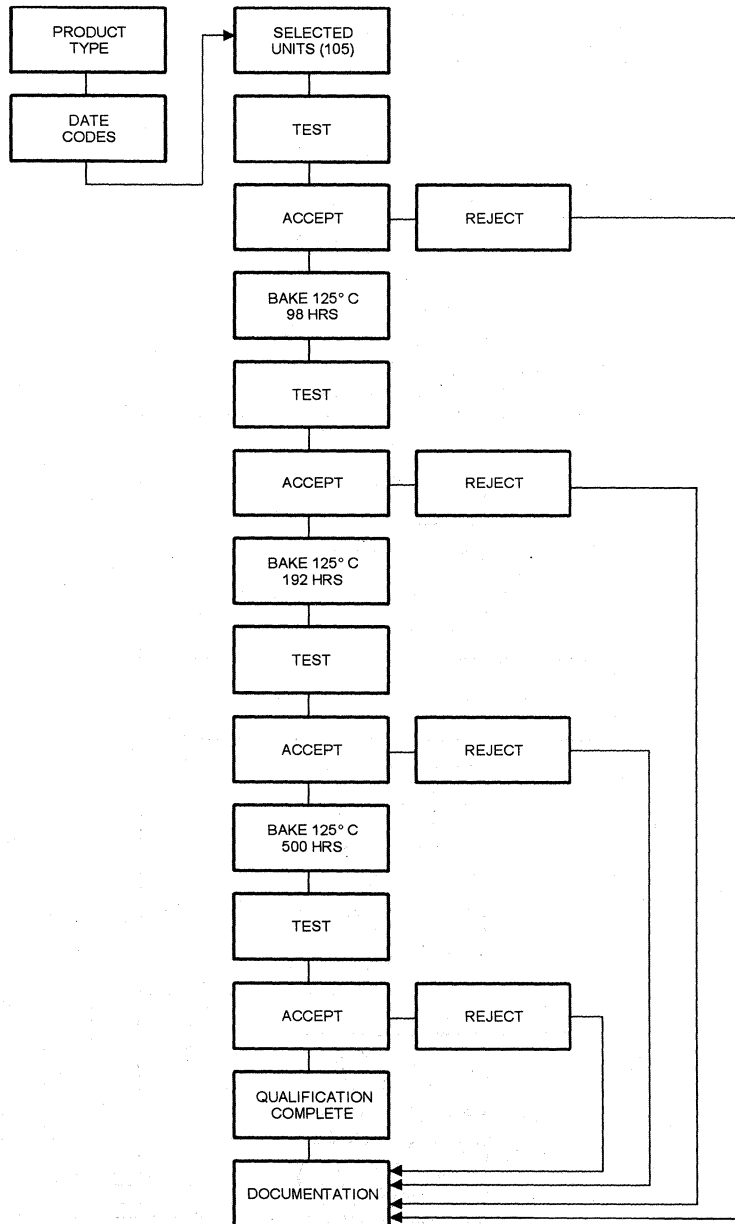 PRODUCT
TYPE
DATE
CODES
SELECTED
UNITS (105)
TEST
ACCEPT
REJECT
BAKE 125° C
98 HRS
TEST
ACCEPT
REJECT
BAKE 125° C
192 HRS
TEST
ACCEPT
REJECT
BAKE 125° C
500 HRS
TEST
ACCEPT
REJECT
QUALIFICATION
COMPLETE
DOCUMENTATION